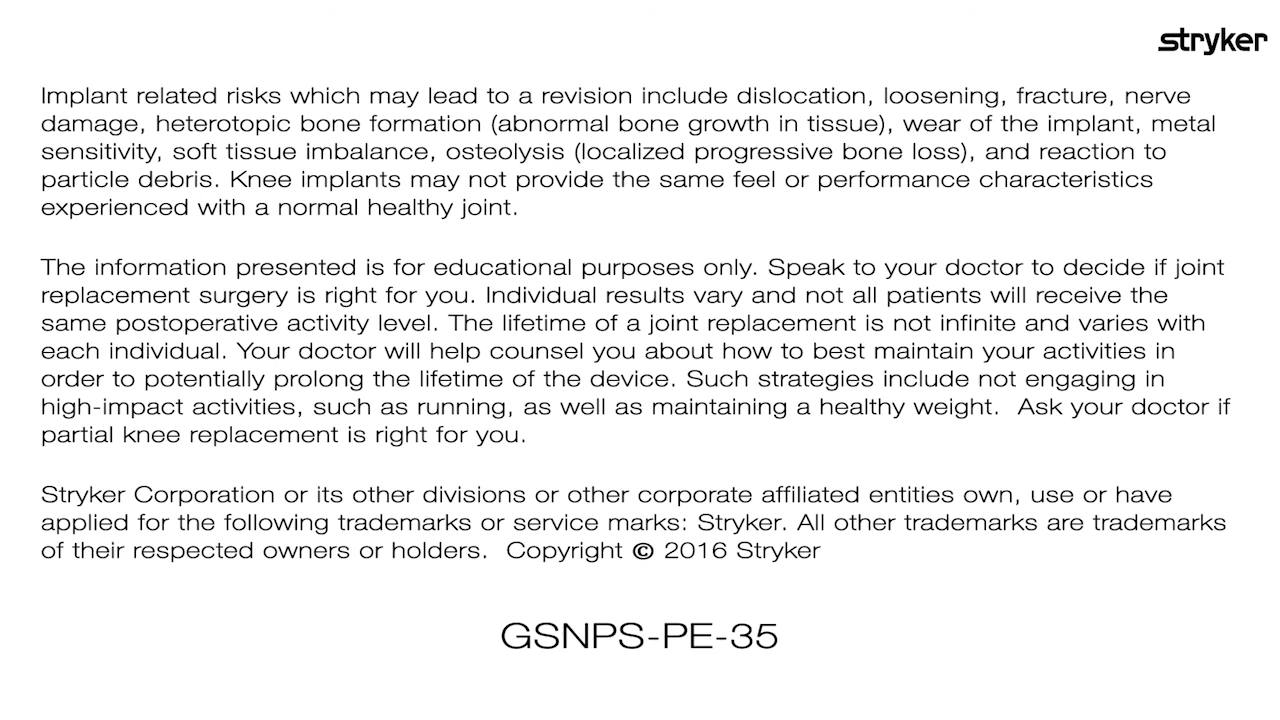 stryker
Implant related risks which may lead to a revision include dislocation, loosening, fracture, nerve
damage, heterotopic bone formation (abnormal bone growth in tissue), wear of the implant, metal
sensitivity, soft tissue imbalance, osteolysis (localized progressive bone loss), and reaction to
particle debris. Knee implants may not provide the same feel or performance characteristics
experienced with a normal healthy joint.
The information presented is for educational purposes only. Speak to your doctor to decide if joint
replacement surgery is right for you. Individual results vary and not all patients will receive the
same postoperative activity level. The lifetime of a joint replacement is not infinite and varies with
each individual. Your doctor will help counsel you about how to best maintain your activities in
order to potentially prolong the lifetime of the device. Such strategies include not engaging in
high-impact activities, such as running, as well as maintaining a healthy weight.  Ask your doctor if
partial knee replacement is right for you.
Stryker Corporation or its other divisions or other corporate affiliated entities own, use or have
applied for the following trademarks or service marks: Stryker. All other trademarks are trademarks
of their respected owners or holders.  Copyright © 2016 Stryker
GSNPS-PE-35